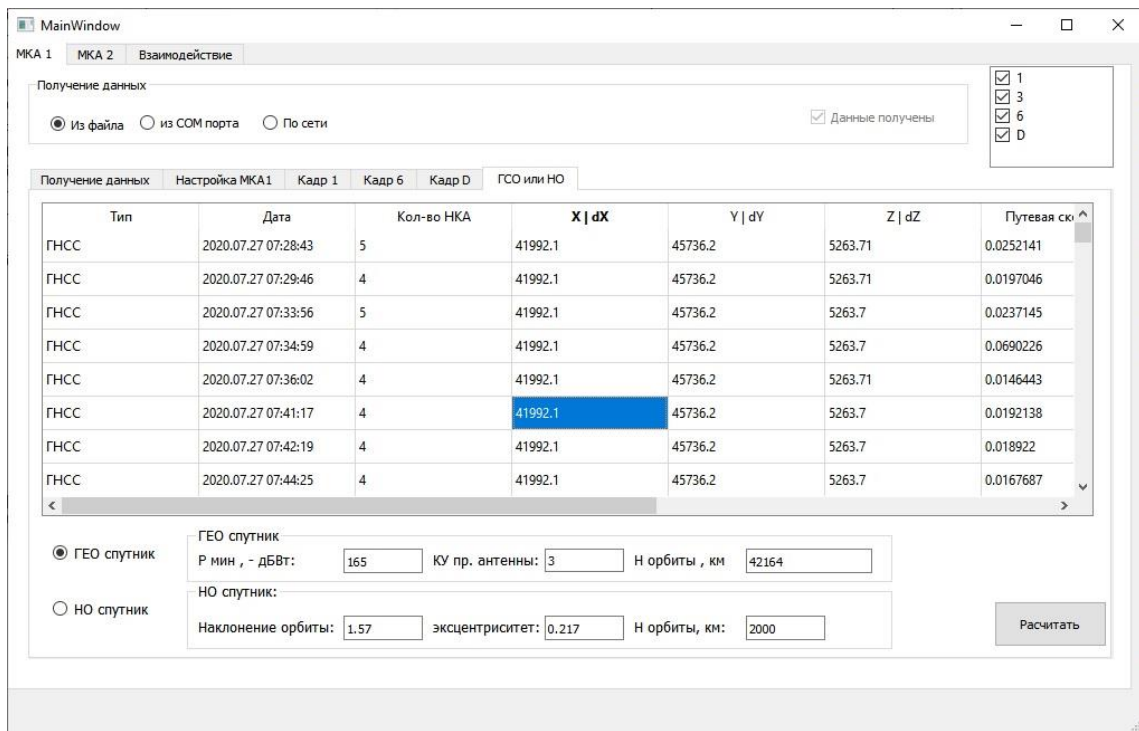 MainWindow
МКА 1 МКА 2 Взаимодействие
Получение данных
Из файла из COM порта По сети Данные получены
1
3
6
D
Получение данных Настройка МКА1 Кадр 1 Кадр 6 Кадр D ГСО или НО
Тип Дата Кол-во НКА X | dX Y | dY Z | dZ Путевая ско
ГНСС 2020.07.27 07:28:43 5 41992.1 45736.2 5263.71 0.0252141
ГНСС 2020.07.27 07:29:46 4 41992.1 45736.2 5263.71 0.0197046
ГНСС 2020.07.27 07:33:56 5 41992.1 45736.2 5263.7 0.0237145
ГНСС 2020.07.27 07:34:59 4 41992.1 45736.2 5263.7 0.0690226
ГНСС 2020.07.27 07:36:02 4 41992.1 45736.2 5263.71 0.0146443
ГНСС 2020.07.27 07:41:17 4 41992.1 45736.2 5263.7 0.0192138
ГНСС 2020.07.27 07:42:19 4 41992.1 45736.2 5263.7 0.018922
ГНСС 2020.07.27 07:44:25 4 41992.1 45736.2 5263.7 0.0167687
ГЕО спутник
ГЕО спутник Р мин , - дБВт: 165 КУ пр. антенны: 3 Н орбиты , км 42164
НО спутник:
НО спутник Наклонение орбиты: 1.57 эксцентриситет: 0.217 Н орбиты, км: 2000 Расчитать